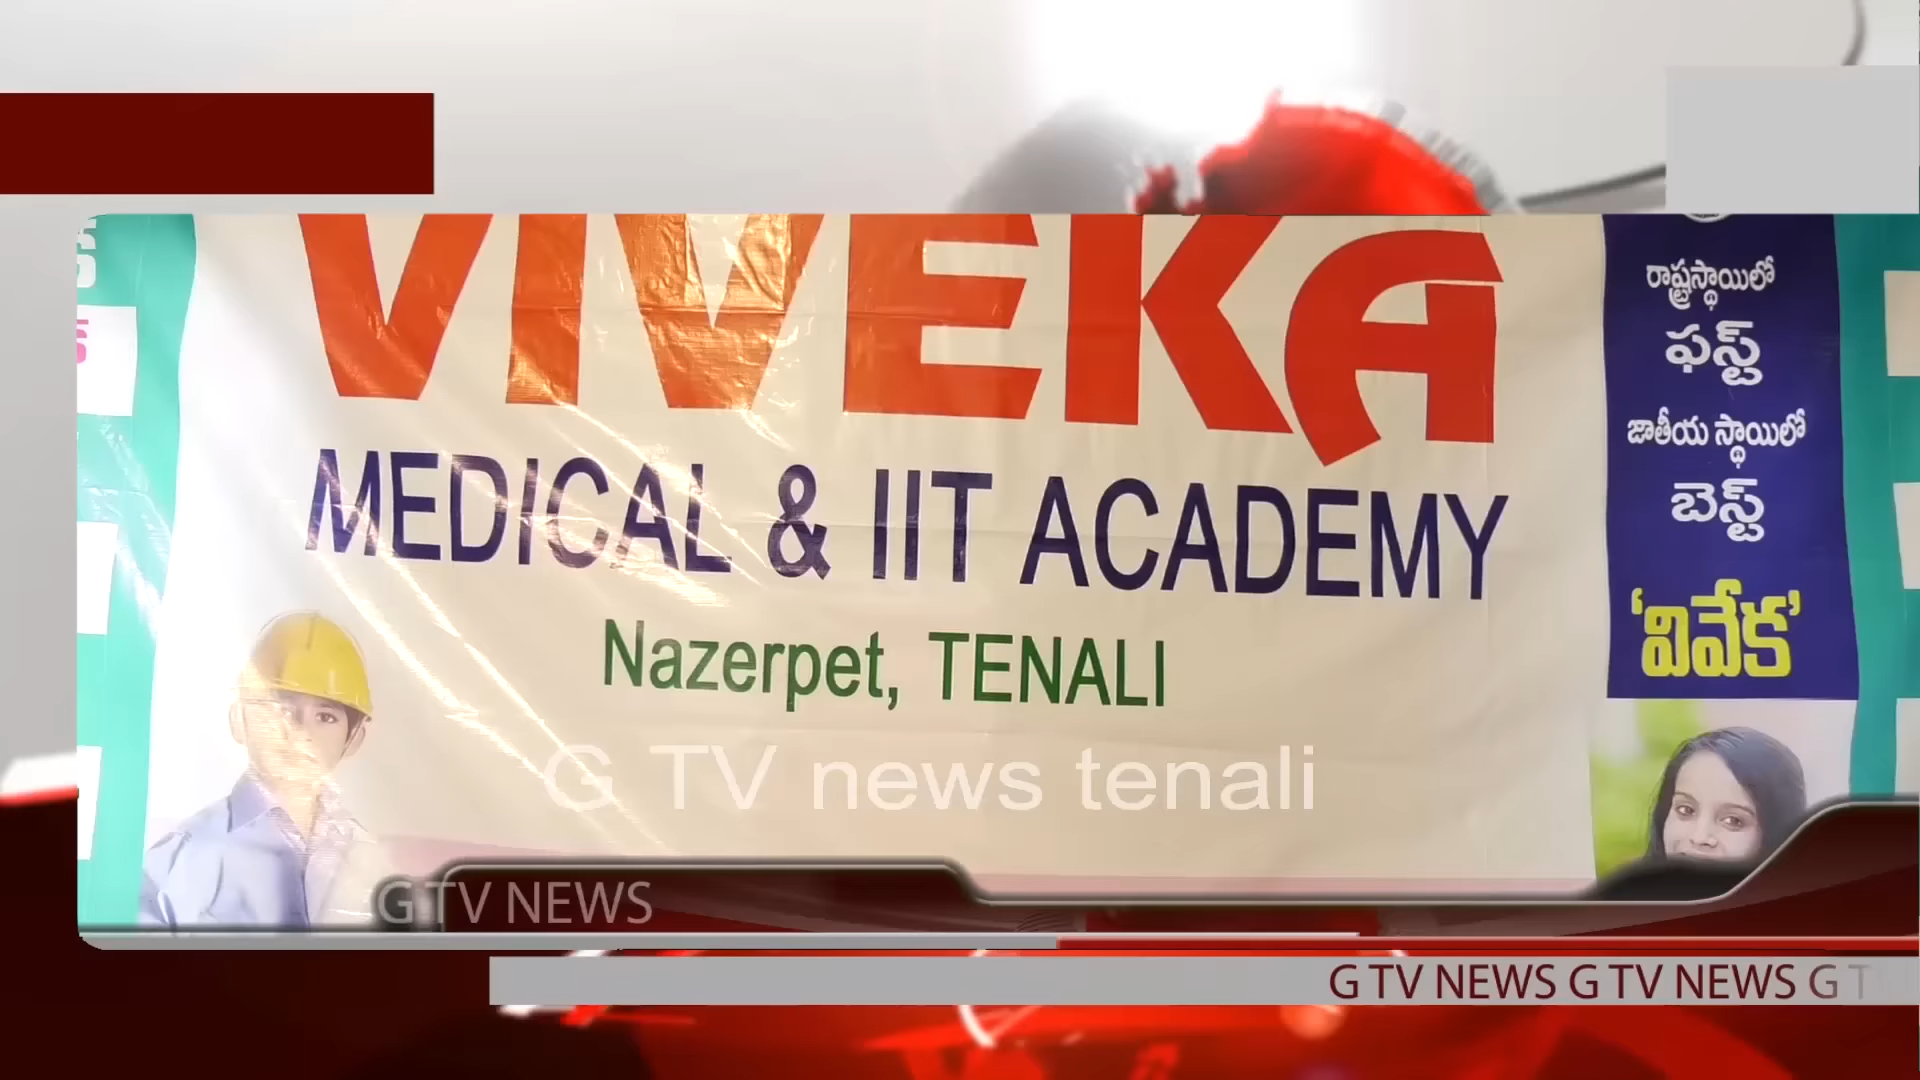 VIVEKA
MEDICAL & IIT ACADEMY
Nazerpet, TENALI
రాష్ట్రస్థాయిలో
ఫస్ట్
జాతీయ స్థాయిలో
బెస్ట్
'వివేక'
G TV news tenali
G TV NEWS
G TV NEWS G TV NEWS G T